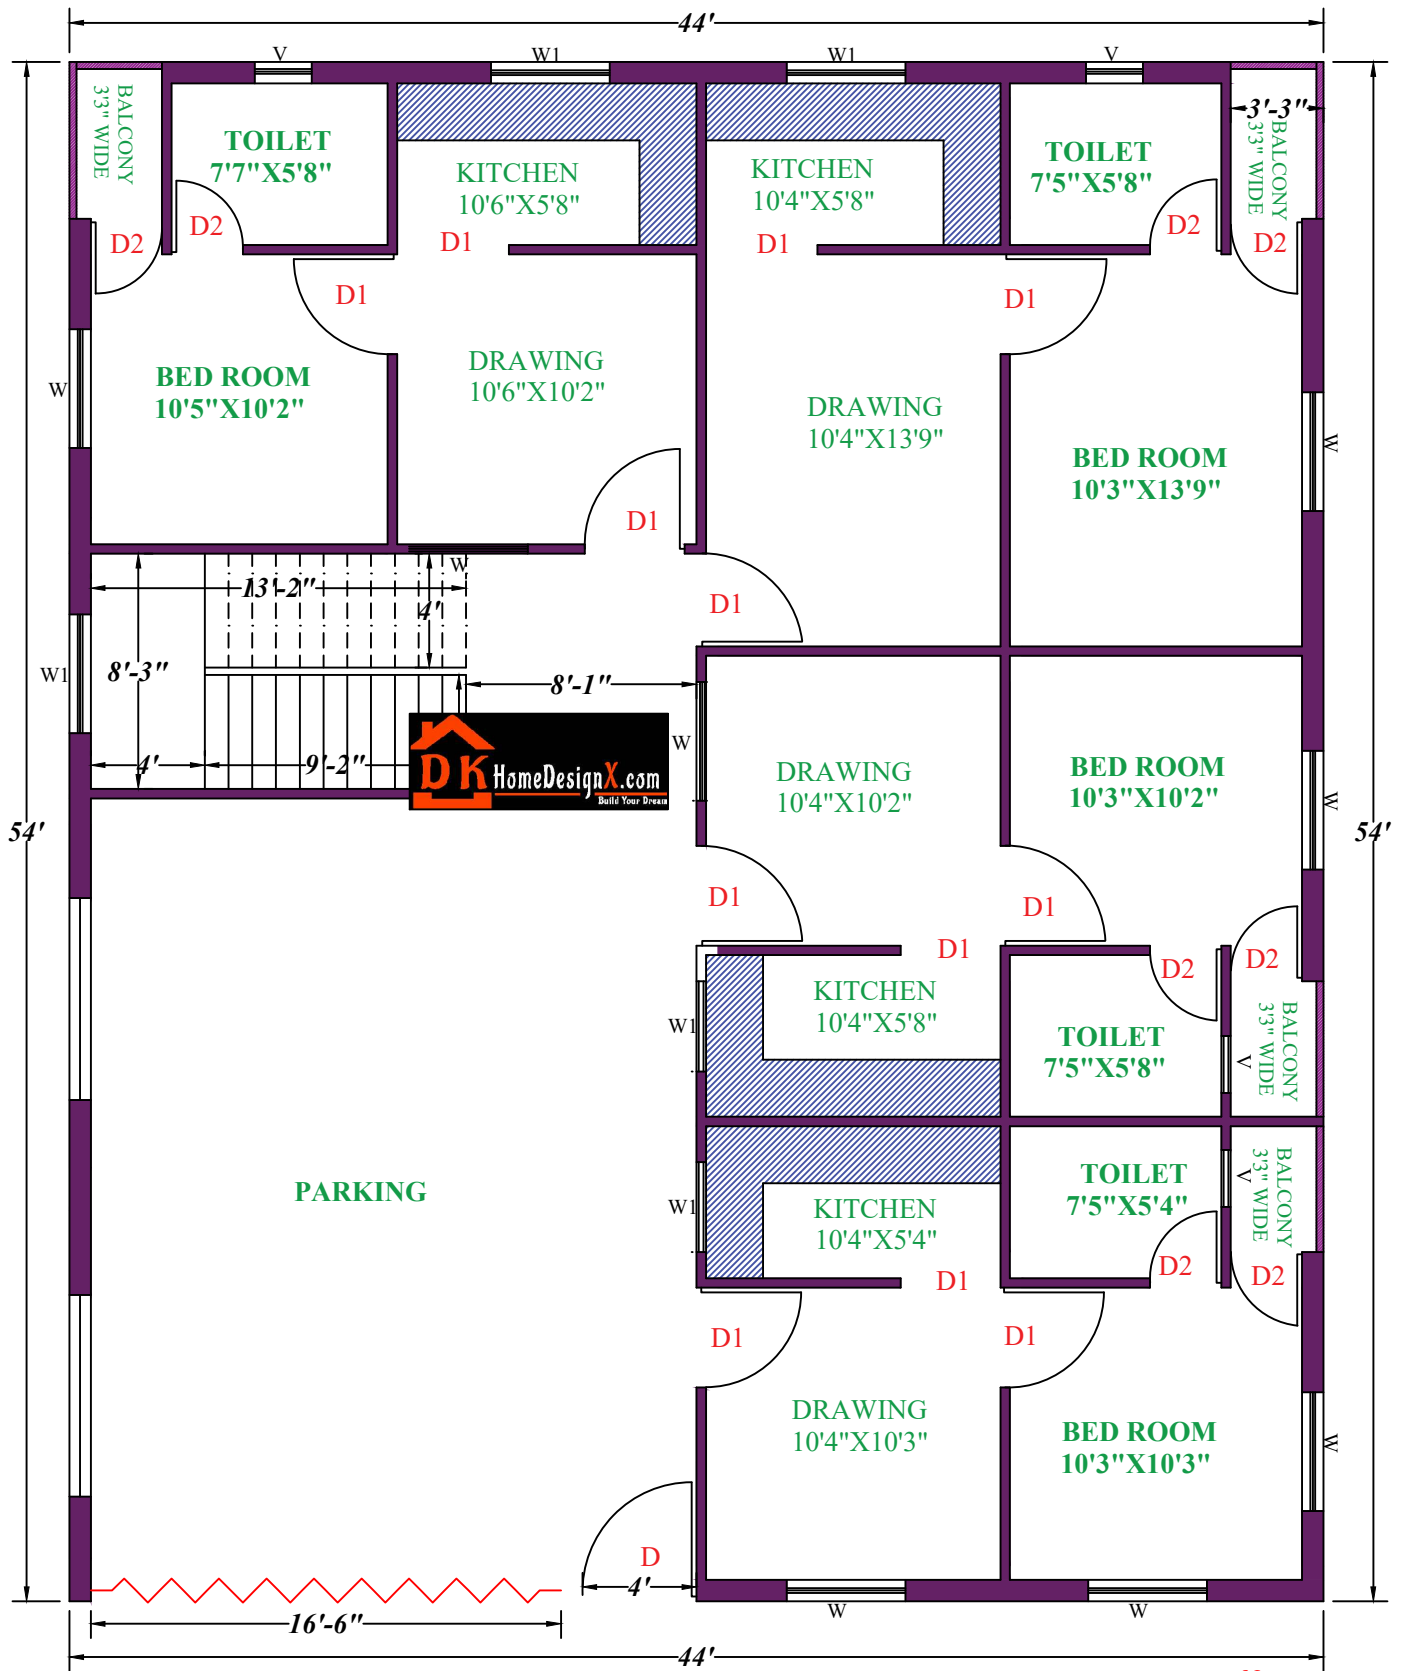 44'
V
W1
W1
V
BALCONY
3'3" WIDE
TOILET
7'7"X5'8"
KITCHEN
10'6"X5'8"
KITCHEN
10'4"X5'8"
TOILET
7'5"X5'8"
3'-3"
BALCONY
3'3" WIDE
D2
D2
D1
D1
D2
D2
D1
D1
BED ROOM
10'5"X10'2"
DRAWING
10'6"X10'2"
DRAWING
10'4"X13'9"
BED ROOM
10'3"X13'9"
W
W
D1
W
13'-2"
4'
D1
W1
8'-3"
8'-1"
4'
9'-2"
DK HomeDesignX.com
Build Your Dream
W
DRAWING
10'4"X10'2"
BED ROOM
10'3"X10'2"
W
54'
54'
D1
D1
D1
D2
D2
KITCHEN
10'4"X5'8"
W1
TOILET
7'5"X5'8"
V
BALCONY
3'3" WIDE
PARKING
W1
KITCHEN
10'4"X5'4"
TOILET
7'5"X5'4"
V
BALCONY
3'3" WIDE
D1
D2
D2
D1
D1
DRAWING
10'4"X10'3"
BED ROOM
10'3"X10'3"
W
D
4'
W
W
16'-6"
44'